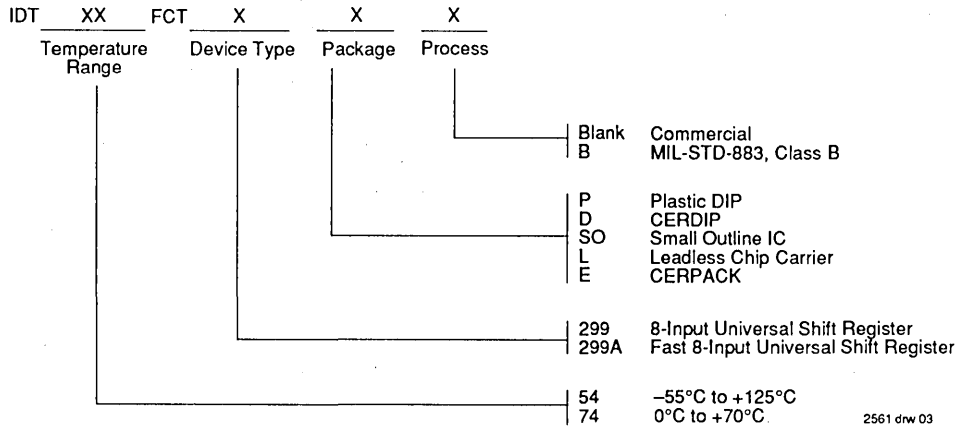 IDT XX FCT X X X
Temperature Range Device Type Package Process
Blank Commercial
B MIL-STD-883, Class B
P Plastic DIP
D CERDIP
SO Small Outline IC
L Leadless Chip Carrier
E CERPACK
299 8-Input Universal Shift Register
299A Fast 8-Input Universal Shift Register
54 –55°C to +125°C
74 0°C to +70°C
2561 drw 03